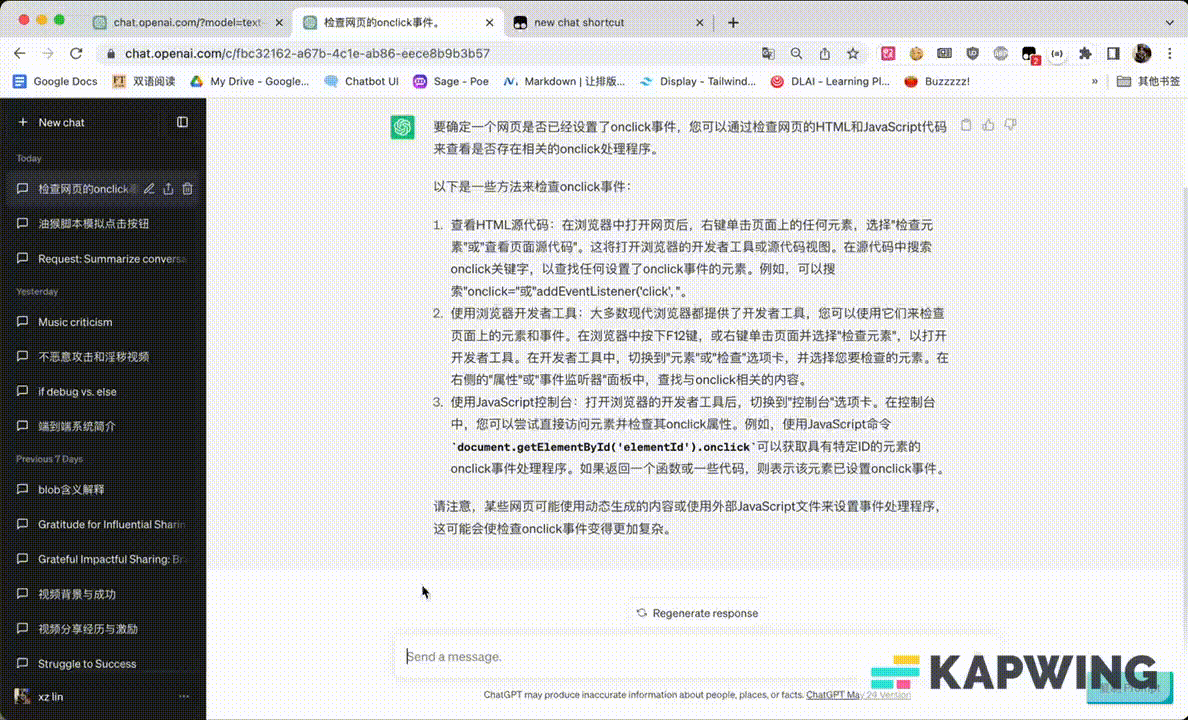 chat.openai.com/?model=text-
检查网页的onclick事件。
new chat shortcut
chat.openai.com/c/fbc32162-a67b-4c1e-ab86-eece8b9b3b57
Google Docs
双语阅读
My Drive - Google...
Chatbot UI
Sage - Poe
Markdown | 让排版...
Display - Tailwind...
DLAI - Learning Pl...
Buzzzzz!
»
其他书签
+ New chat
Today
检查网页的onclick
油猴脚本模拟点击按钮
Request: Summarize conversa
Yesterday
Music criticism
不恶意攻击和淫秽视频
if debug vs. else
端到端系统简介
Previous 7 Days
blob含义解释
Gratitude for Influential Sharin
Grateful Impactful Sharing: Br
视频背景与成功
视频分享经历与激励
Struggle to Success
xz lin
要确定一个网页是否已经设置了onclick事件，您可以通过检查网页的HTML和JavaScript代码
来查看是否存在相关的onclick处理程序。
以下是一些方法来检查onclick事件：
1. 查看HTML源代码：在浏览器中打开网页后，右键单击页面上的任何元素，选择"检查元
素"或"查看页面源代码"。这将打开浏览器的开发者工具或源代码视图。在源代码中搜索
onclick关键字，以查找任何设置了onclick事件的元素。例如，可以搜
索"onclick="或"addEventListener('click', "。
2. 使用浏览器开发者工具：大多数现代浏览器都提供了开发者工具，您可以使用它们来检查
页面上的元素和事件。在浏览器中按下F12键，或右键单击页面并选择"检查元素"，以打开
开发者工具。在开发者工具中，切换到"元素"或"检查"选项卡，并选择您要检查的元素。在
右侧的"属性"或"事件监听器"面板中，查找与onclick相关的内容。
3. 使用JavaScript控制台：打开浏览器的开发者工具后，切换到"控制台"选项卡。在控制台
中，您可以尝试直接访问元素并检查其onclick属性。例如，使用JavaScript命令
`document.getElementById('elementId').onclick`可以获取具有特定ID的元素的
onclick事件处理程序。如果返回一个函数或一些代码，则表示该元素已设置onclick事件。
请注意，某些网页可能使用动态生成的内容或使用外部JavaScript文件来设置事件处理程序，
这可能会使检查onclick事件变得更加复杂。
Regenerate response
Send a message.
KAPWING
ChatGPT may produce inaccurate information about people, places, or facts. ChatGPT May 24 Version